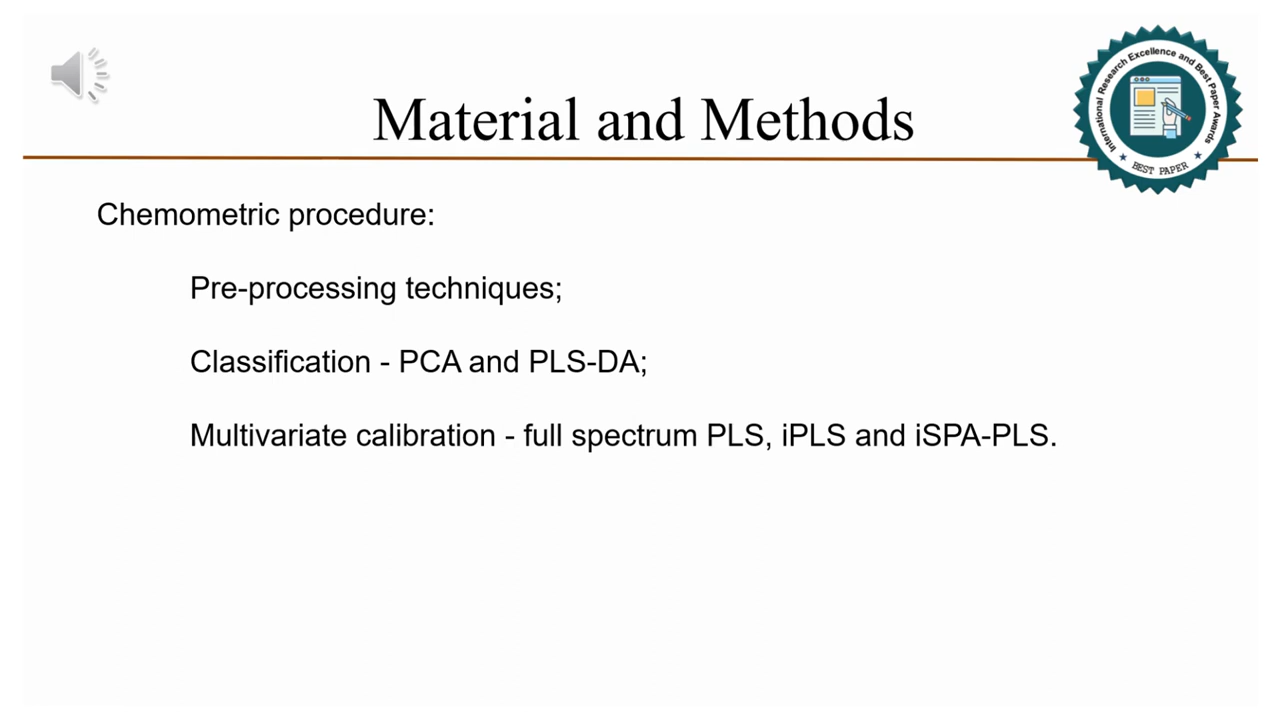 Material and Methods
International Research Excellence and Best Paper Awards
BEST PAPER
Chemometric procedure:
Pre-processing techniques;
Classification - PCA and PLS-DA;
Multivariate calibration - full spectrum PLS, iPLS and iSPA-PLS.